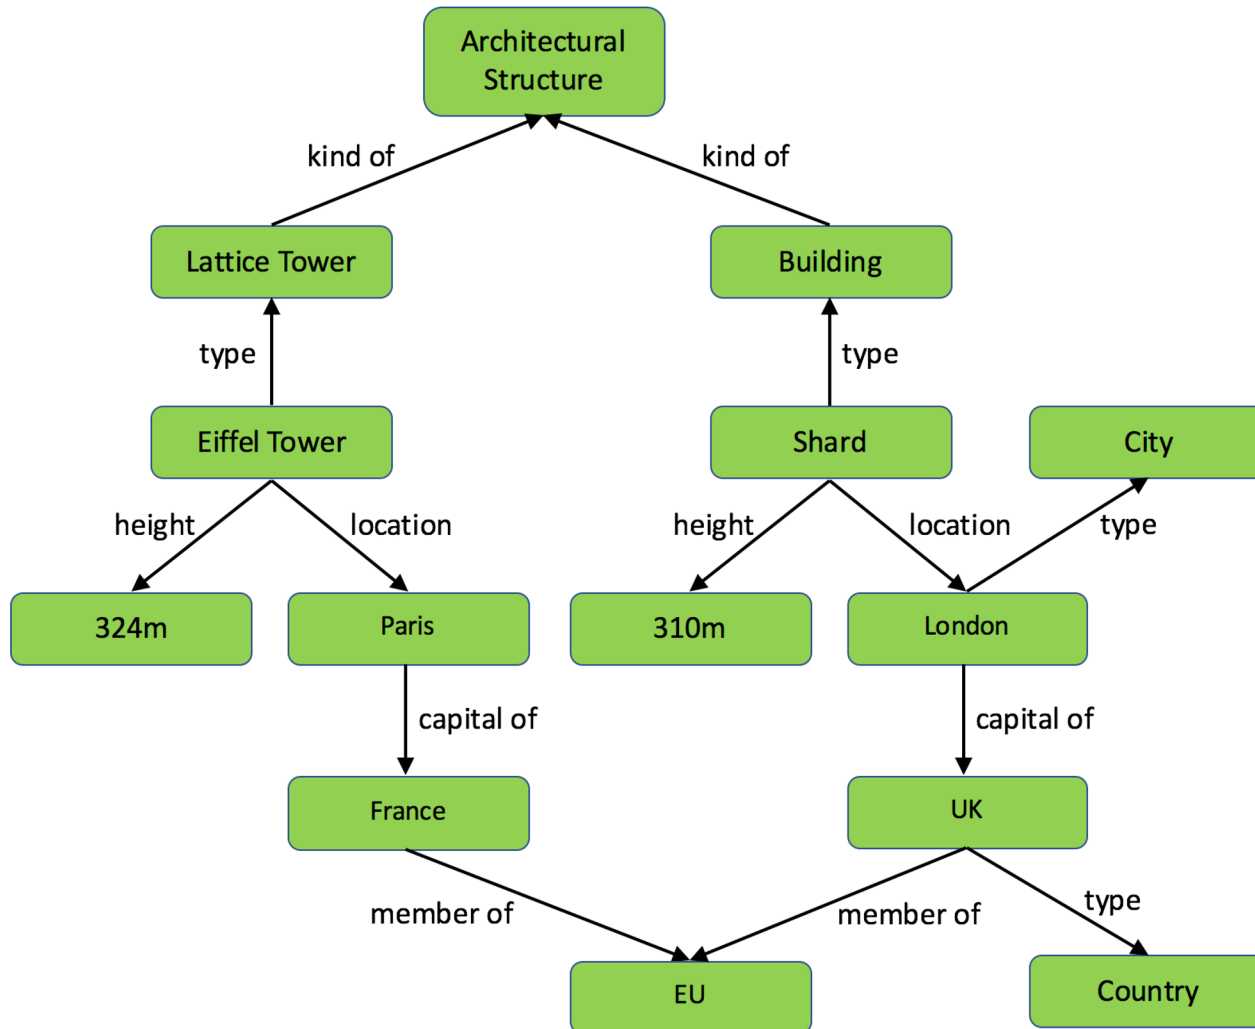 Architectural
Structure
kind of
kind of
Lattice Tower
Building
type
type
Eiffel Tower
Shard
City
height
location
height
location
type
324m
Paris
310m
London
capital of
capital of
France
UK
member of
member of
type
EU
Country